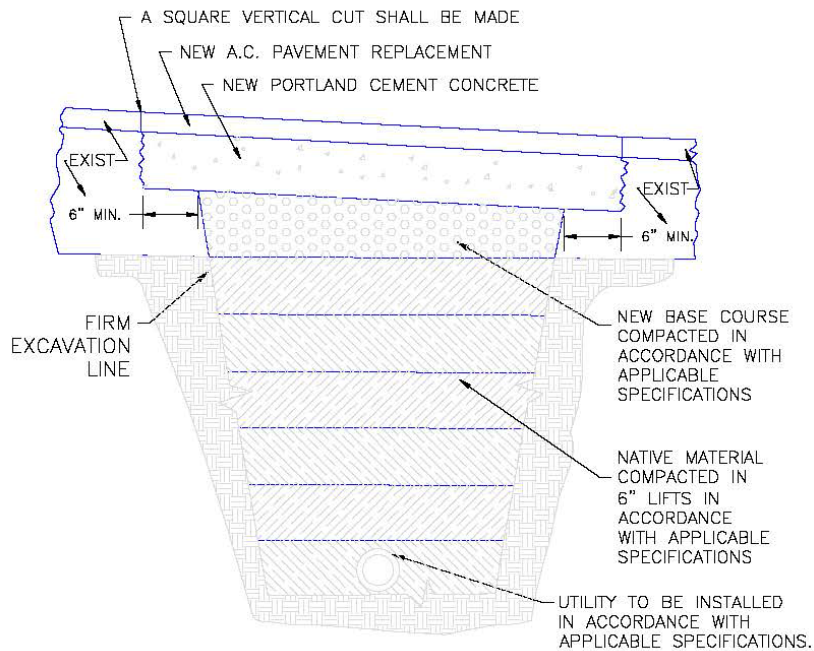 A SQUARE VERTICAL CUT SHALL BE MADE
NEW A.C. PAVEMENT REPLACEMENT
NEW PORTLAND CEMENT CONCRETE
EXIST
EXIST
6" MIN.
6" MIN.
FIRM
EXCAVATION
LINE
NEW BASE COURSE
COMPACTED IN
ACCORDANCE WITH
APPLICABLE
SPECIFICATIONS
NATIVE MATERIAL
COMPACTED IN
6" LIFTS IN
ACCORDANCE
WITH APPLICABLE
SPECIFICATIONS
UTILITY TO BE INSTALLED
IN ACCORDANCE WITH
APPLICABLE SPECIFICATIONS.